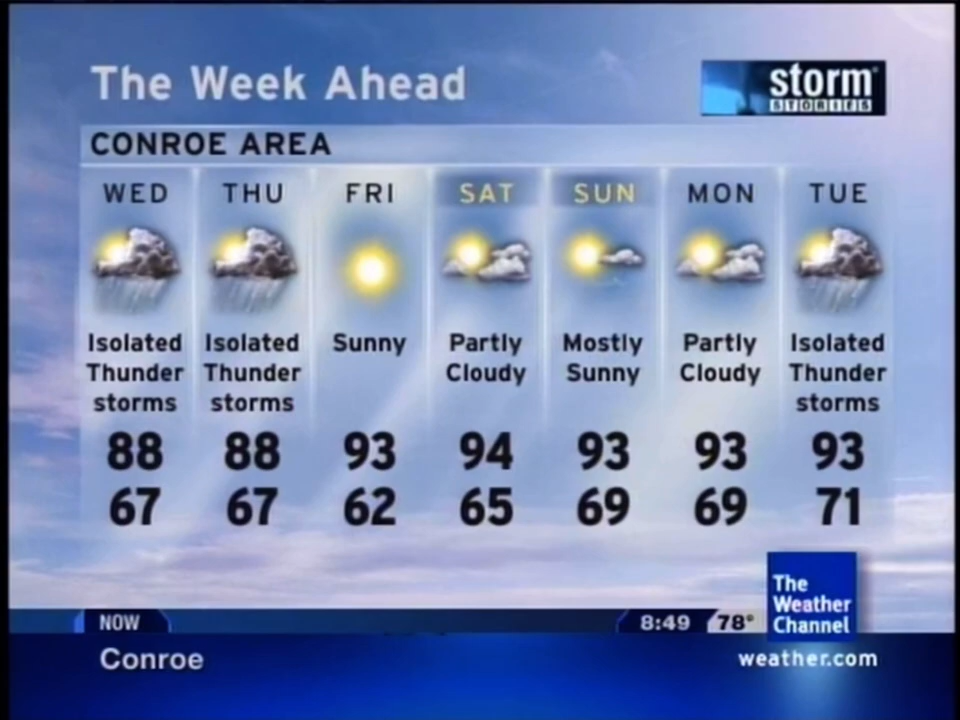 The Week Ahead
storm
STORIES
CONROE AREA
WED THU FRI SAT SUN MON TUE
Isolated Isolated Sunny Partly Mostly Partly Isolated
Thunder Thunder Cloudy Sunny Cloudy Thunder
storms storms storms
88 88 93 94 93 93 93
67 67 62 65 69 69 71
The
Weather
Channel
NOW 8:49 78°
Conroe weather.com